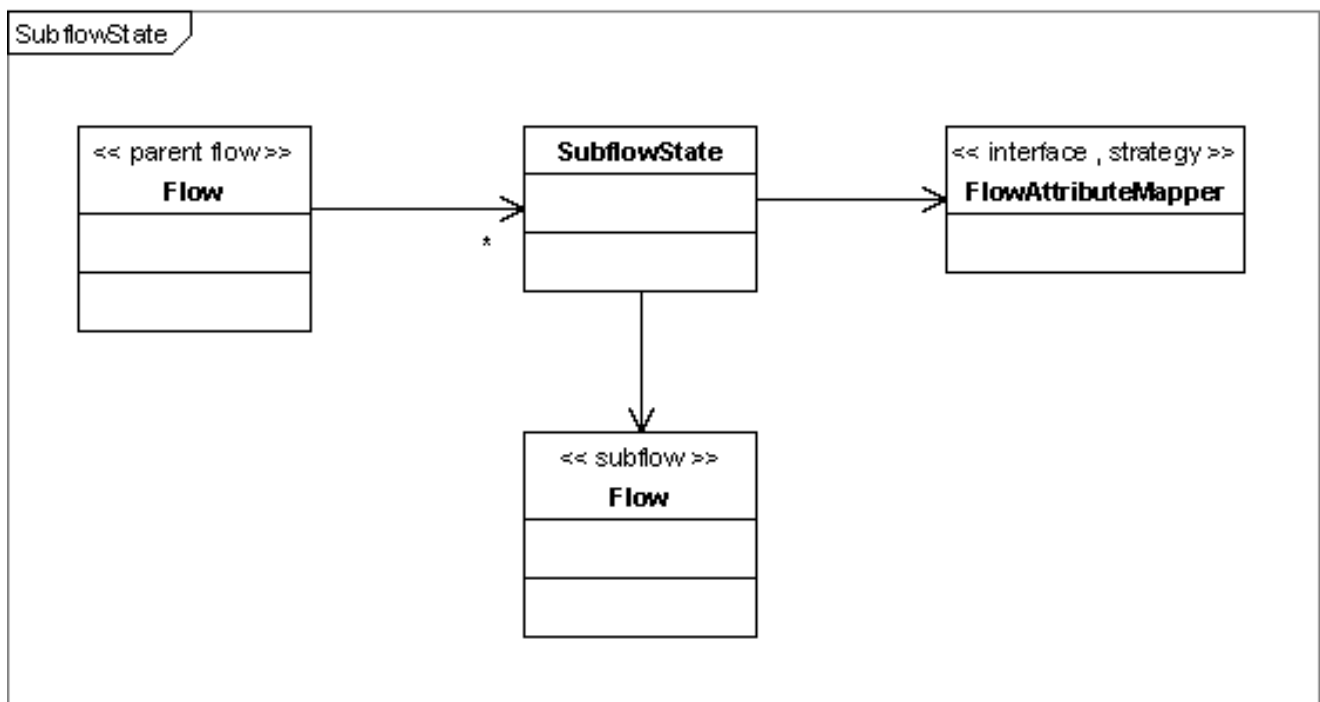 SubflowState
<< parent flow >>
Flow
*
SubflowState
<< interface , strategy >>
FlowAttributeMapper
<< subflow >>
Flow